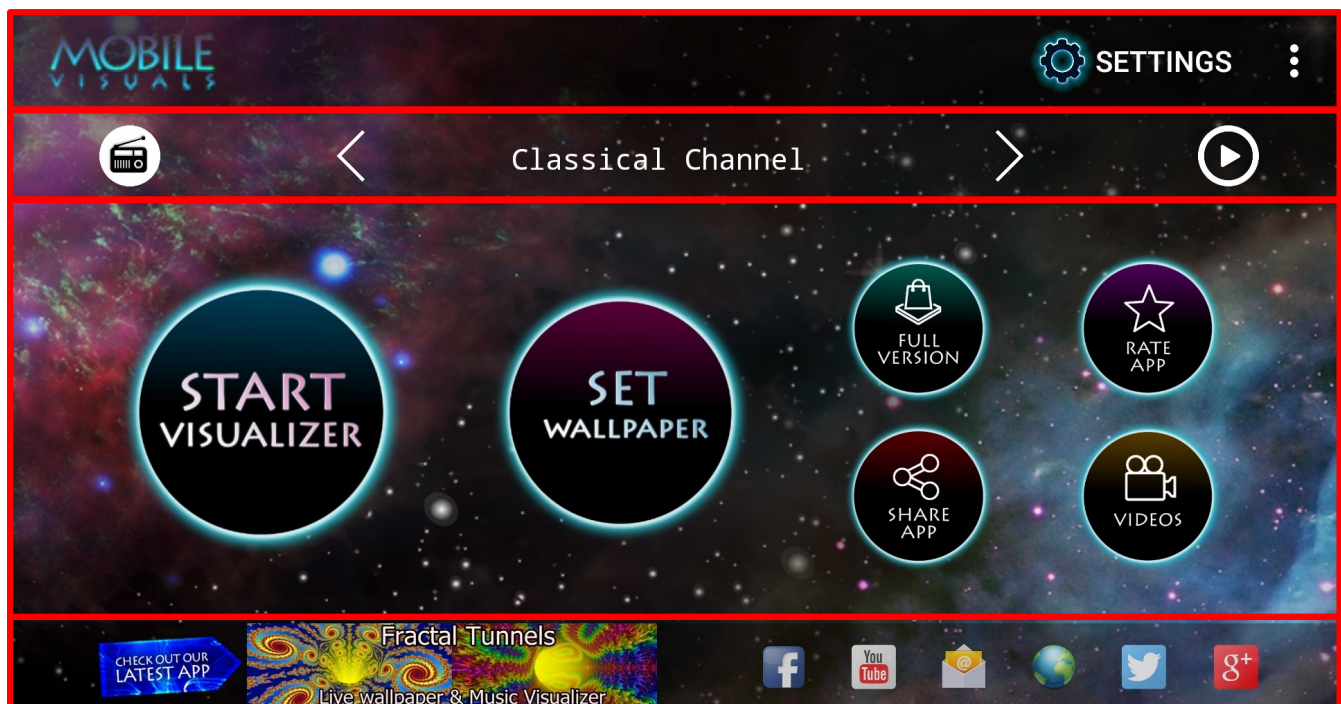 MOBILE
VISUALS
SETTINGS
Classical Channel
START
VISUALIZER
SET
WALLPAPER
FULL
VERSION
RATE
APP
SHARE
APP
VIDEOS
CHECK OUT OUR
LATEST APP
Fractal Tunnels
Live wallpaper & Music Visualizer
f
You
Tube
@
g+